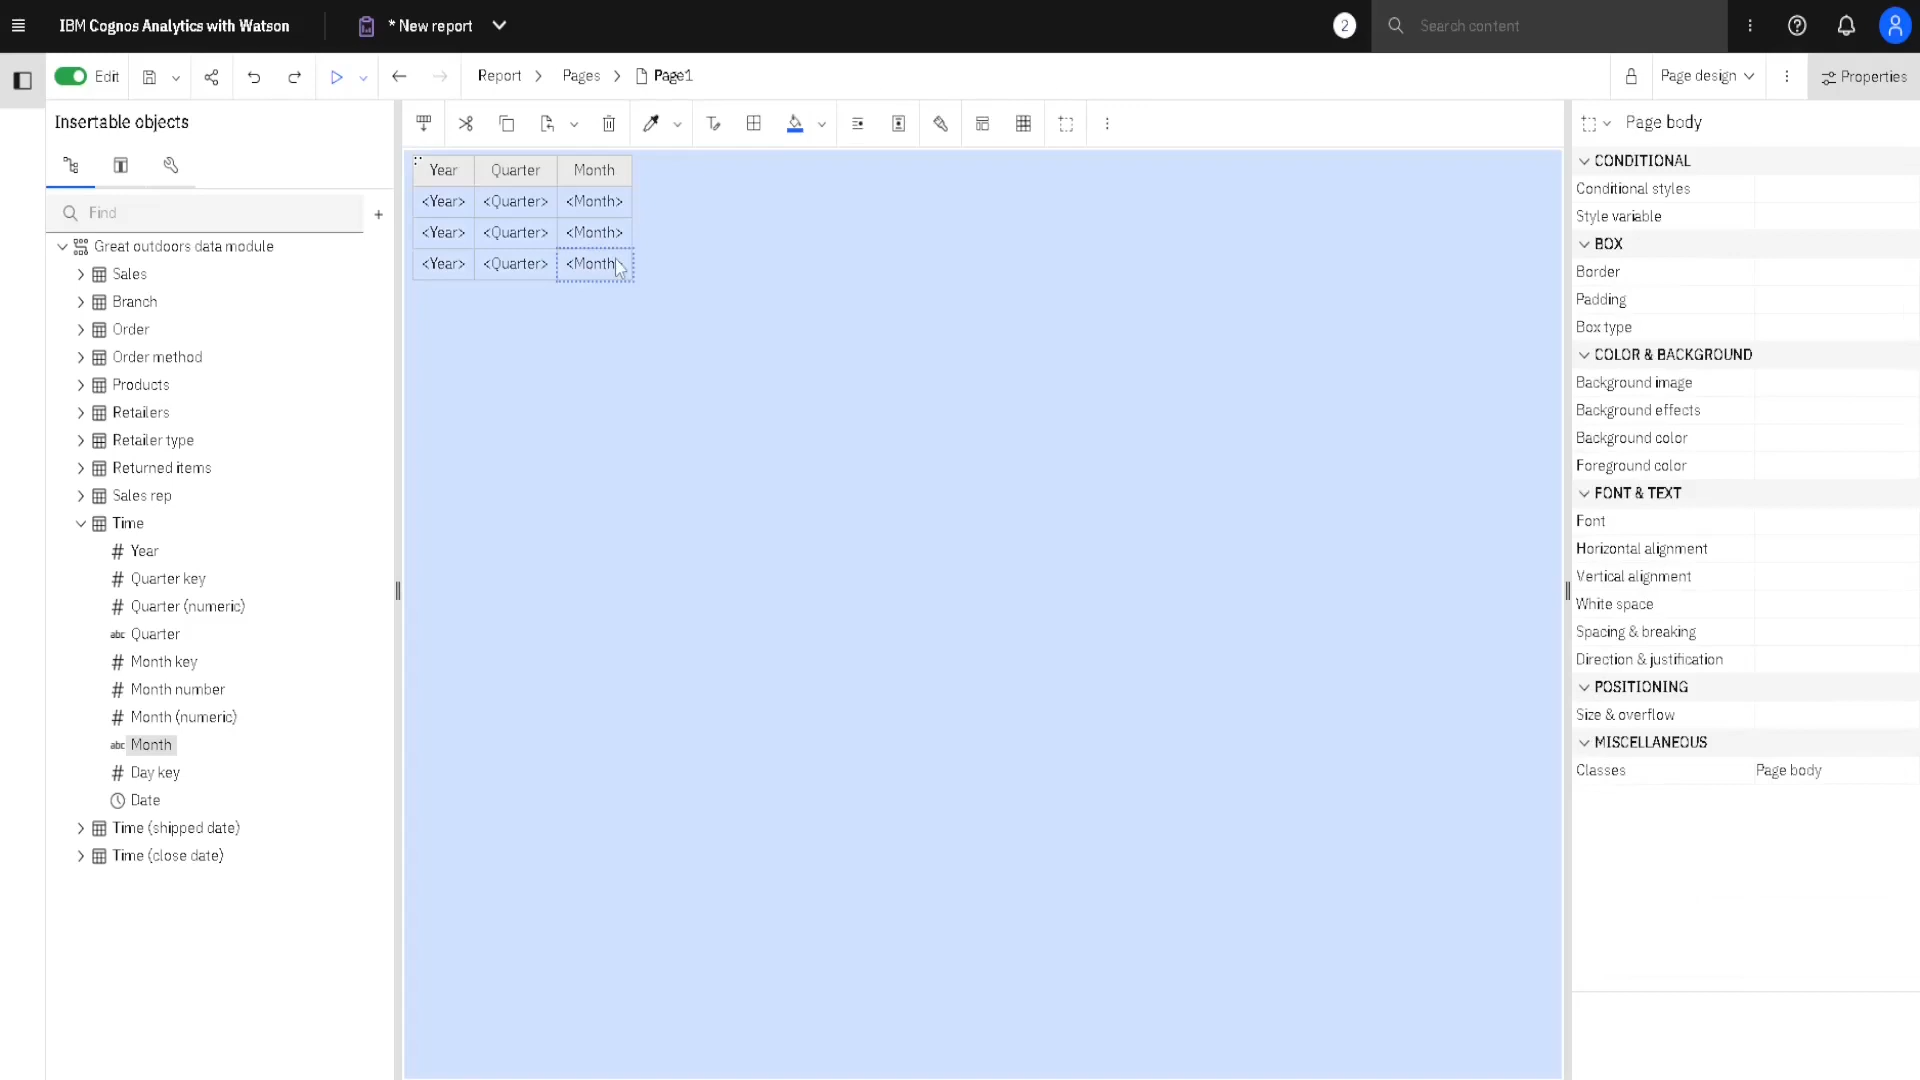 IBM Cognos Analytics with Watson
* New report
2
Search content
Edit
Report
Pages
Page1
Page design
Properties
Insertable objects
Find
Great outdoors data module
Sales
Branch
Order
Order method
Products
Retailers
Retailer type
Returned items
Sales rep
Time
# Year
# Quarter key
# Quarter (numeric)
abc Quarter
# Month key
# Month number
# Month (numeric)
abc Month
# Day key
Date
Time (shipped date)
Time (close date)
Year Quarter Month
<Year> <Quarter> <Month>
<Year> <Quarter> <Month>
<Year> <Quarter> <Month
Page body
CONDITIONAL
Conditional styles
Style variable
BOX
Border
Padding
Box type
COLOR & BACKGROUND
Background image
Background effects
Background color
Foreground color
FONT & TEXT
Font
Horizontal alignment
Vertical alignment
White space
Spacing & breaking
Direction & justification
POSITIONING
Size & overflow
MISCELLANEOUS
Classes Page body